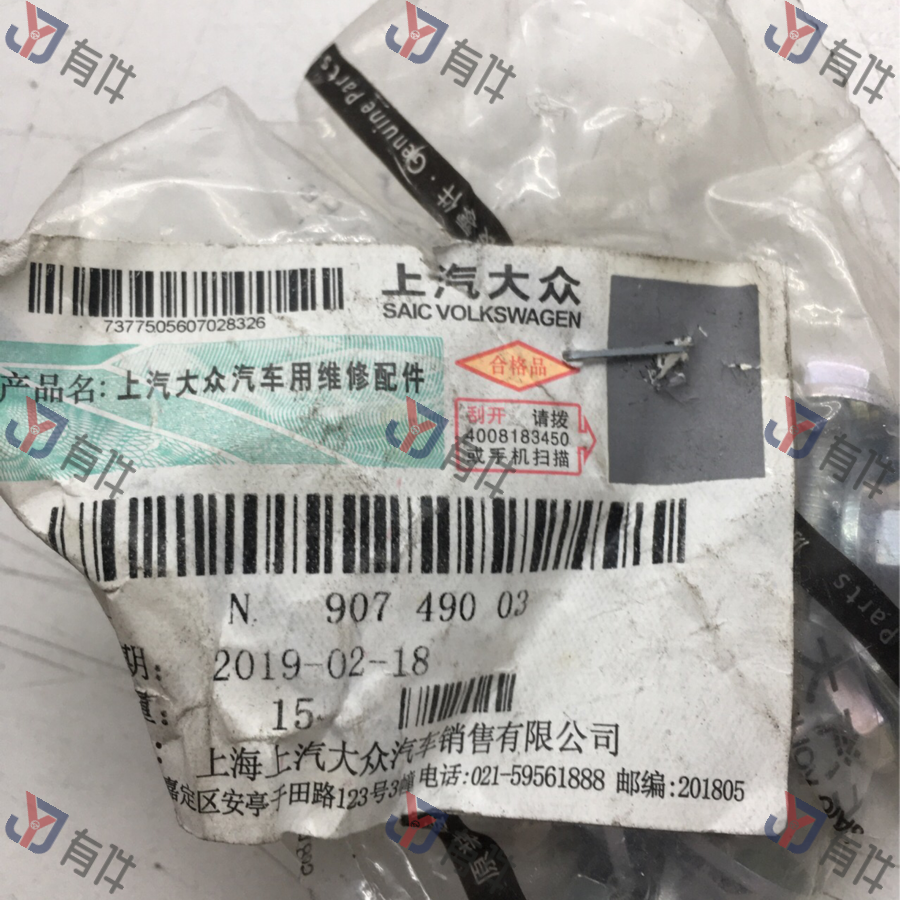 有件
有件
有件
Genuine Parts
7377505607028326
上汽大众
SAIC VOLKSWAGEN
产品名: 上汽大众汽车用维修配件
合格品
刮开 请拨
4008183450
或手机扫描
有件
有件
有件
N 907 490 03
Parts
期: 2019-02-18
15
上海上汽大众汽车销售有限公司
嘉定区安亭于田路123号3幢 电话:021-59561888 邮编:201805
有件
有件
有件